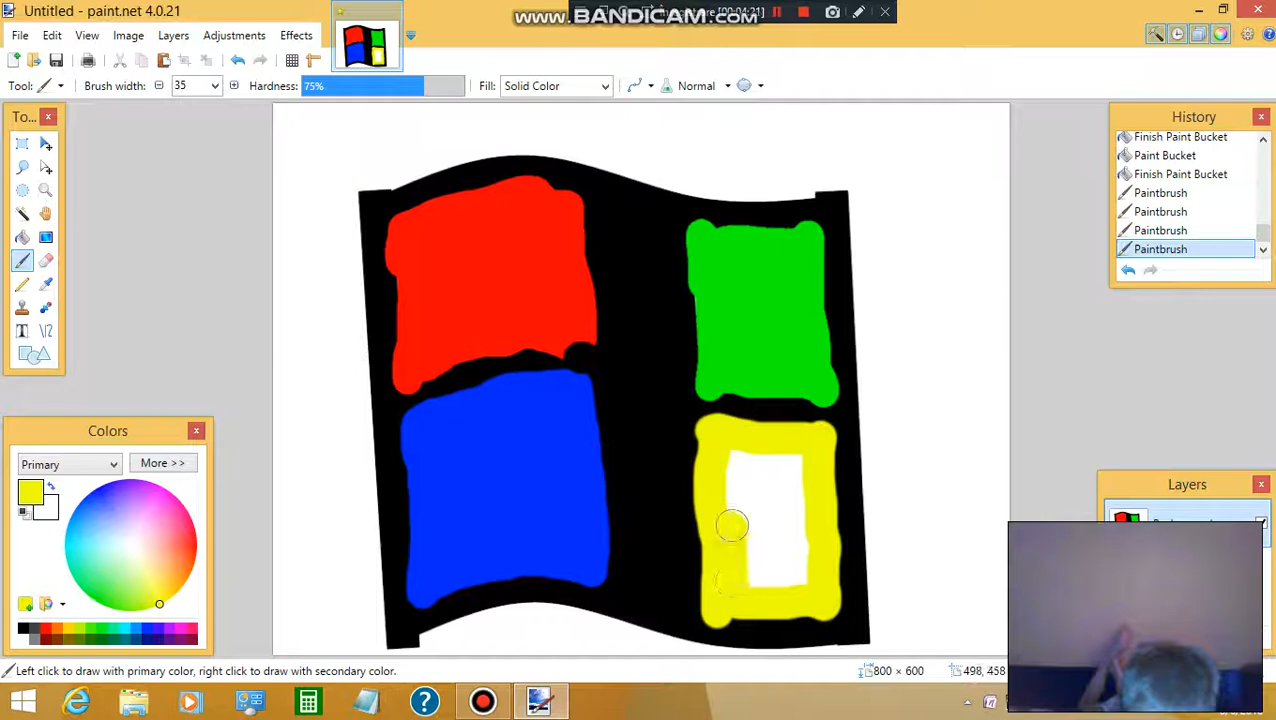 Untitled - paint.net 4.0.21
www.BANDICAM.com
[00:04:21]
File Edit View Image Layers Adjustments Effects
Tool: Brush width: 35 Hardness: 75% Fill: Solid Color Normal
To...
History
Finish Paint Bucket
Paint Bucket
Finish Paint Bucket
Paintbrush
Paintbrush
Paintbrush
Paintbrush
Colors
Primary More >>
Layers
Left click to draw with primary color, right click to draw with secondary color.
800 × 600
498, 458